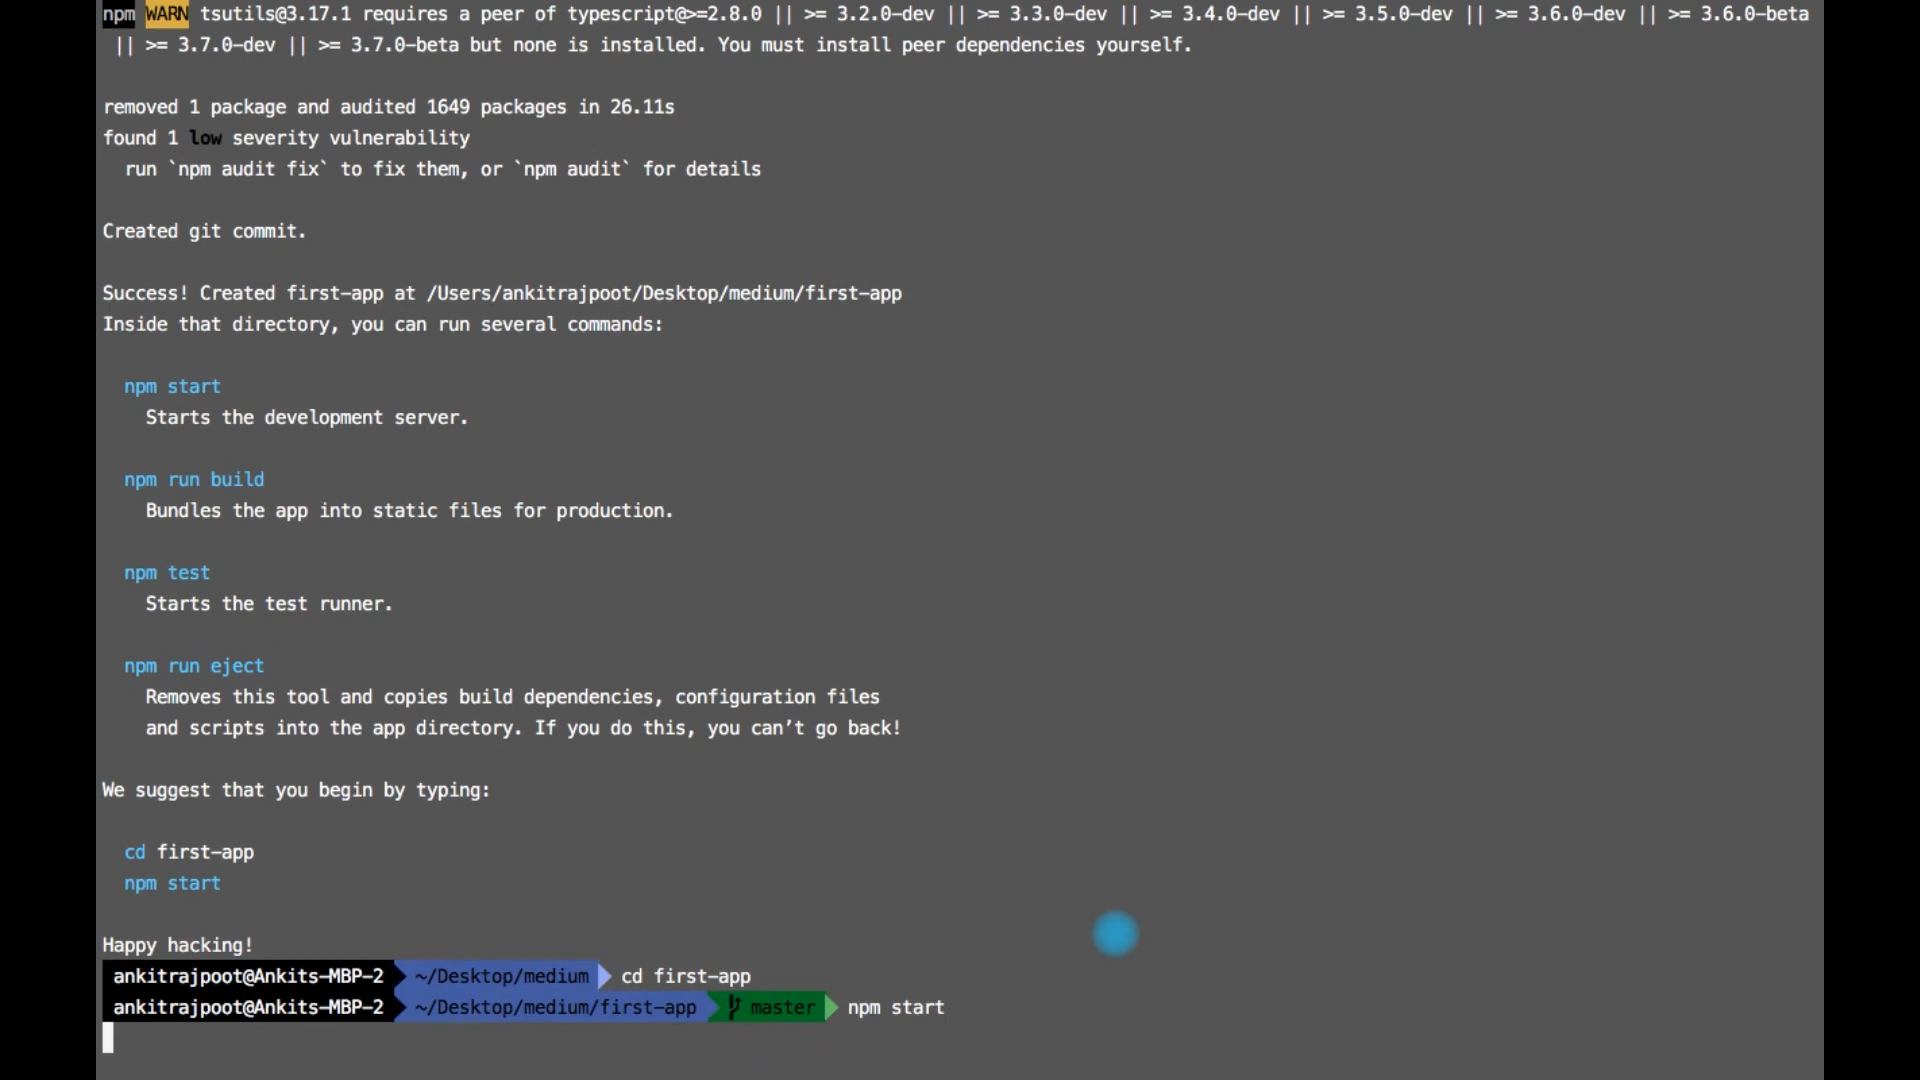 npm WARN tsutils@3.17.1 requires a peer of typescript@>=2.8.0 || >= 3.2.0-dev || >= 3.3.0-dev || >= 3.4.0-dev || >= 3.5.0-dev || >= 3.6.0-dev || >= 3.6.0-beta
|| >= 3.7.0-dev || >= 3.7.0-beta but none is installed. You must install peer dependencies yourself.
removed 1 package and audited 1649 packages in 26.11s
found 1 low severity vulnerability
run `npm audit fix` to fix them, or `npm audit` for details
Created git commit.
Success! Created first-app at /Users/ankitrajpoot/Desktop/medium/first-app
Inside that directory, you can run several commands:
npm start
Starts the development server.
npm run build
Bundles the app into static files for production.
npm test
Starts the test runner.
npm run eject
Removes this tool and copies build dependencies, configuration files
and scripts into the app directory. If you do this, you can’t go back!
We suggest that you begin by typing:
cd first-app
npm start
Happy hacking!
ankitrajpoot@Ankits-MBP-2 ~/Desktop/medium cd first-app
ankitrajpoot@Ankits-MBP-2 ~/Desktop/medium/first-app master npm start